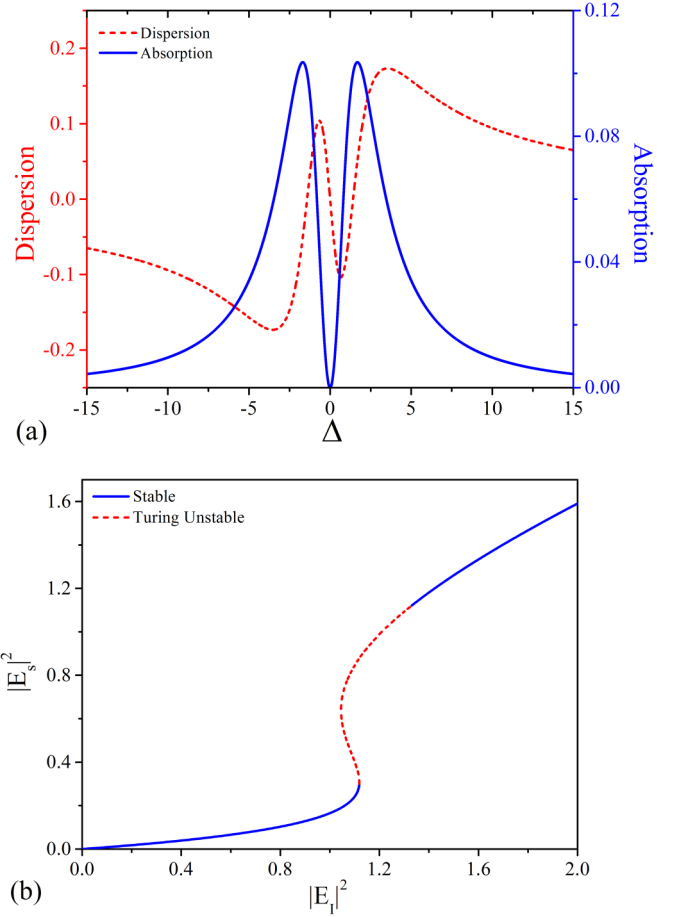 0.2
0.1
0.0
-0.1
-0.2
Dispersion
Dispersion
Absorption
0.12
0.08
0.04
0.00
Absorption
-15 -10 -5 0 5 10 15
Δ
(a)
1.6
1.2
0.8
0.4
0.0
|E_s|^2
Stable
Turing Unstable
0.0 0.4 0.8 1.2 1.6 2.0
|E_I|^2
(b)